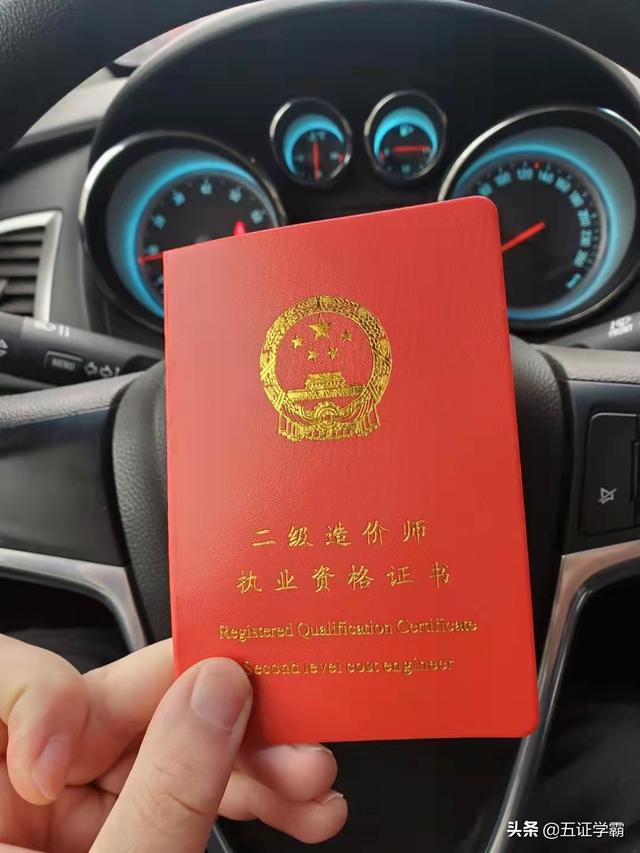 二级造价师
执业资格证书
Registered Qualification Certificate
Second level cost engineer
MENU
头条 @五证学霸